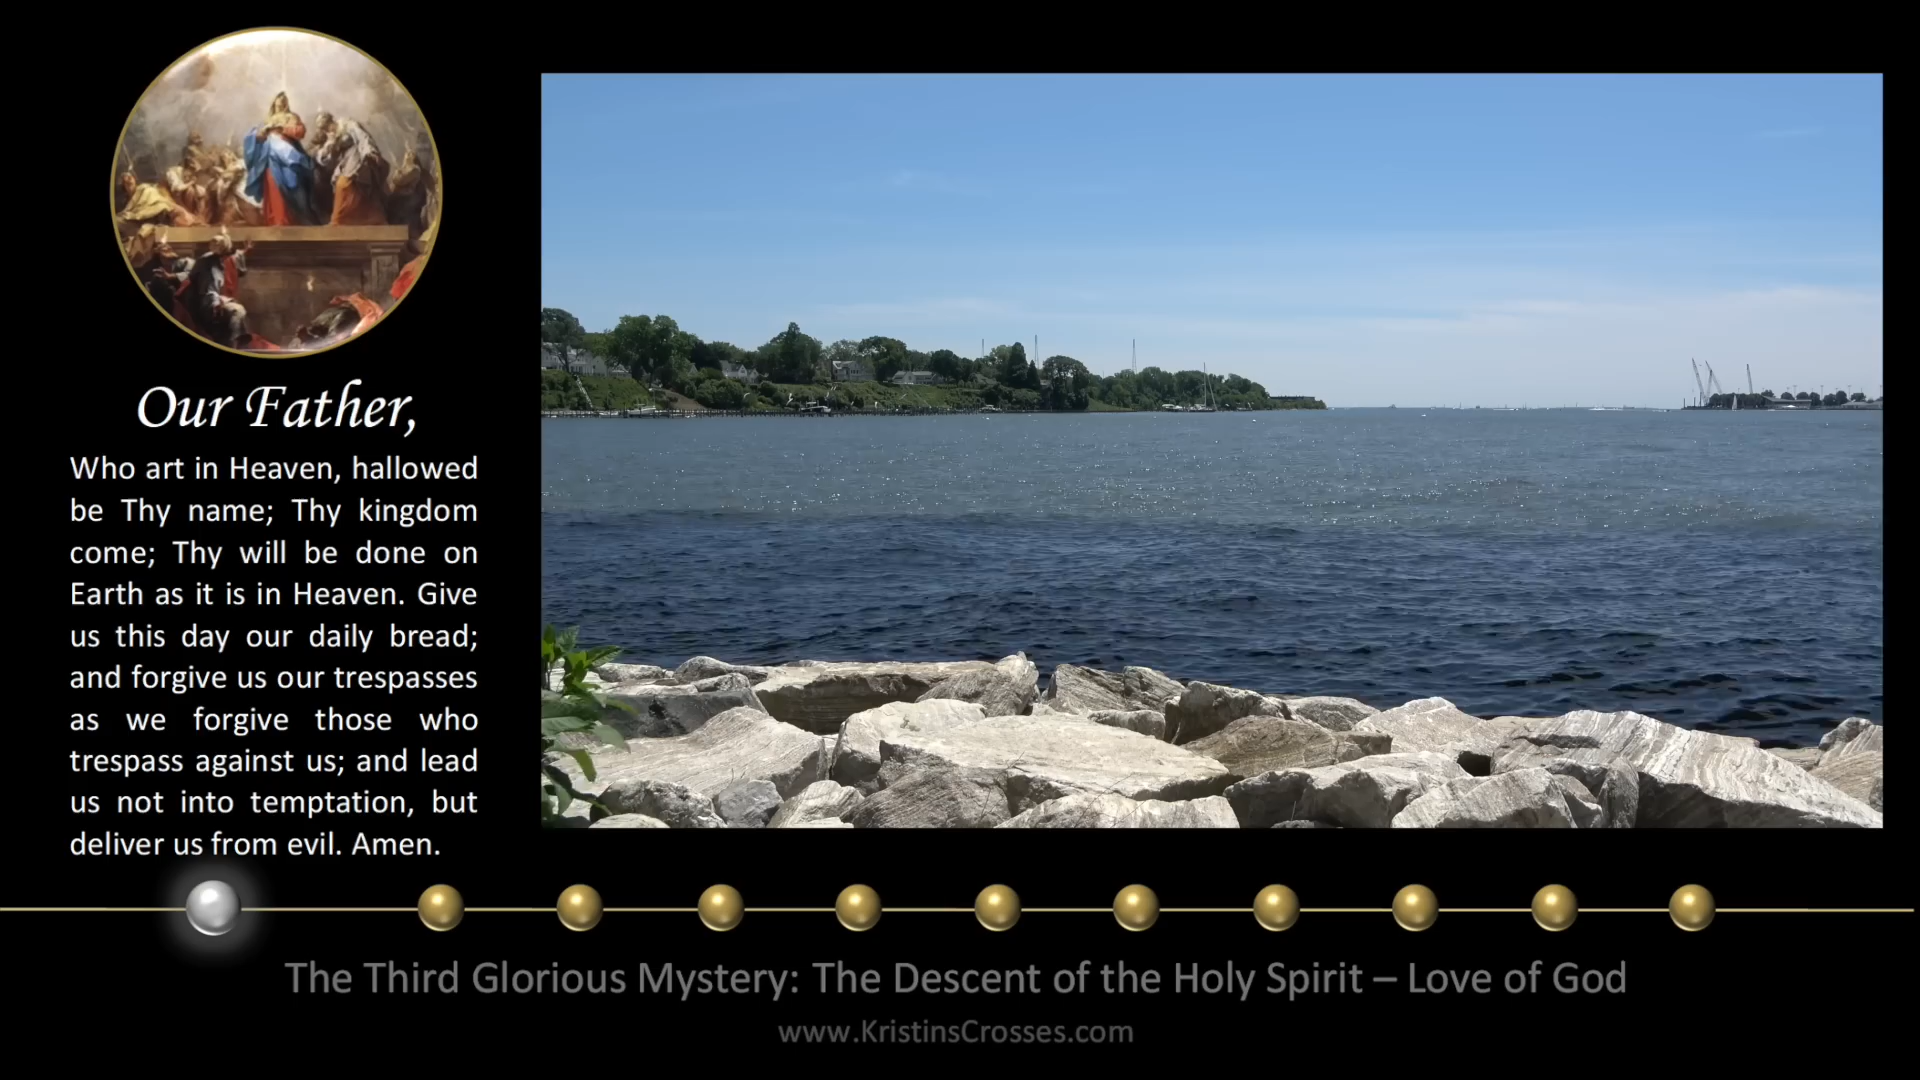 Our Father,
Who art in Heaven, hallowed
be Thy name; Thy kingdom
come; Thy will be done on
Earth as it is in Heaven. Give
us this day our daily bread;
and forgive us our trespasses
as we forgive those who
trespass against us; and lead
us not into temptation, but
deliver us from evil. Amen.
The Third Glorious Mystery: The Descent of the Holy Spirit – Love of God
www.KristinsCrosses.com